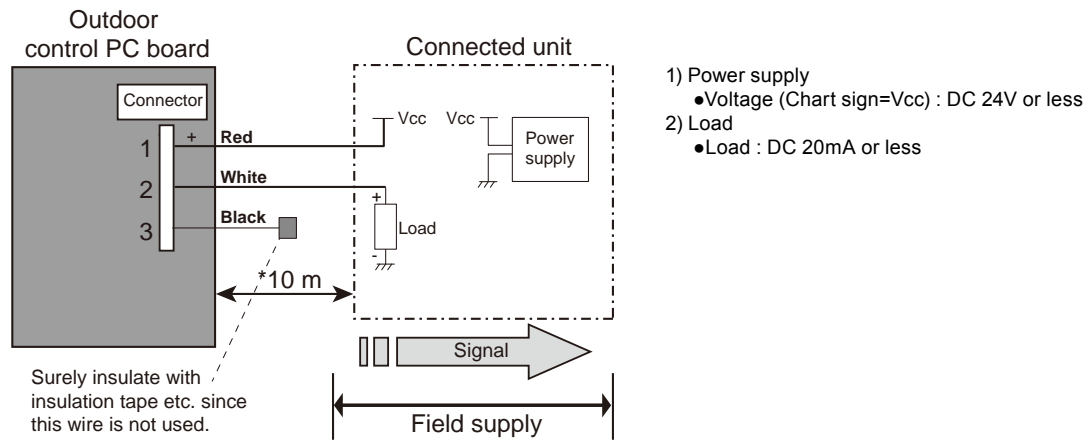 Outdoor
control PC board
Connector
1
2
3
+
Red
White
Black
*10 m
Surely insulate with
insulation tape etc. since
this wire is not used.
Connected unit
Vcc
Vcc
Power
supply
+
Load
-
Signal
Field supply
1) Power supply
●Voltage (Chart sign=Vcc) : DC 24V or less
2) Load
●Load : DC 20mA or less